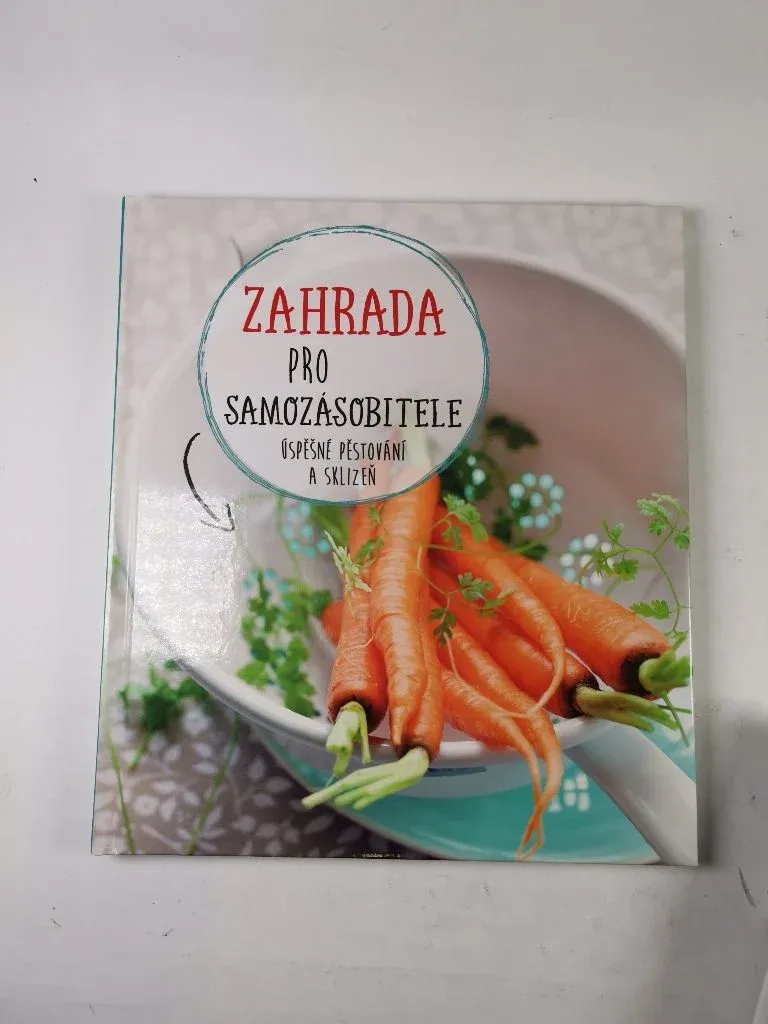 ZAHRADA
PRO
SAMOZÁSOBITELE
ÚSPĚŠNÉ PĚSTOVÁNÍ
A SKLIZEŇ